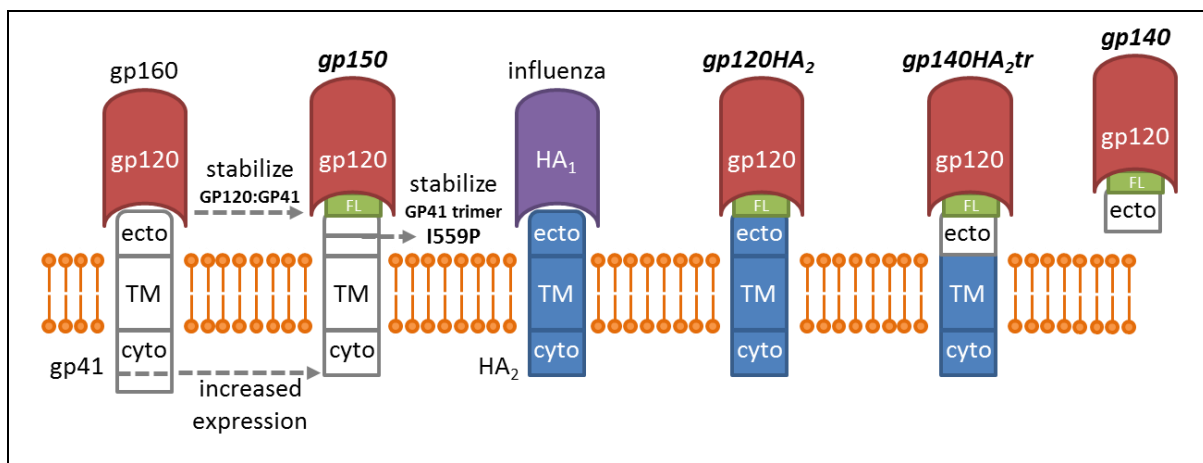 gp160
gp120
ecto
TM
cyto
gp41
stabilize
GP120:GP41
increased
expression
gp150
gp120
FL
TM
cyto
stabilize
GP41 trimer
I559P
influenza
HA₁
ecto
TM
cyto
HA₂
gp120HA₂
gp120
FL
ecto
TM
cyto
gp140HA₂tr
gp120
FL
ecto
TM
cyto
gp140
gp120
FL
ecto